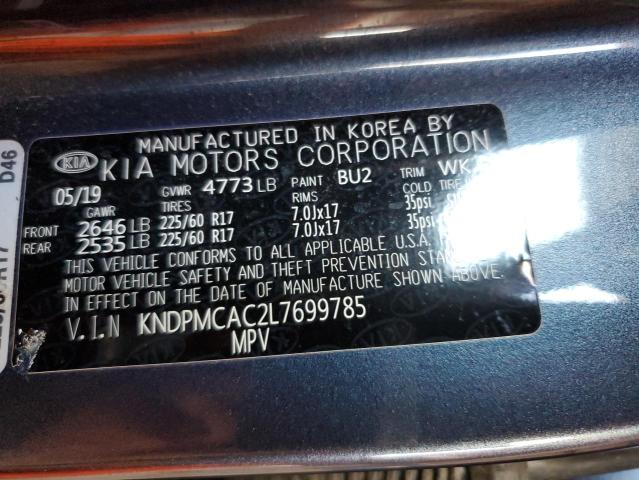 MANUFACTURED IN KOREA BY
KIA KIA MOTORS CORPORATION
05/19 GVWR 4773 LB PAINT BU2 TRIM WK
GAWR TIRES RIMS COLD TIRE
FRONT 2646 LB 225/60 R17 7.0Jx17 35psi
REAR 2535 LB 225/60 R17 7.0Jx17 35psi
THIS VEHICLE CONFORMS TO ALL APPLICABLE U.S.A.
MOTOR VEHICLE SAFETY AND THEFT PREVENTION
IN EFFECT ON THE DATE OF MANUFACTURE SHOWN ABOVE.
V.I.N KNDPMCAC2L7699785
MPV
D46